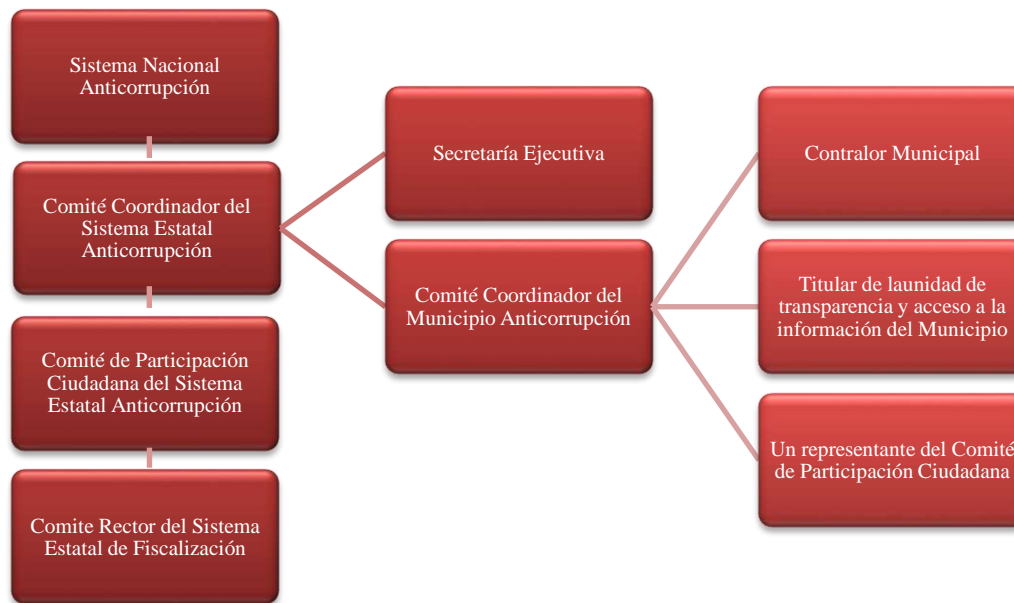 Sistema Nacional
Anticorrupción
Comité Coordinador del
Sistema Estatal
Anticorrupción
Comité de Participación
Ciudadana del Sistema
Estatal Anticorrupción
Comite Rector del Sistema
Estatal de Fiscalización
Secretaría Ejecutiva
Comité Coordinador del
Municipio Anticorrupción
Contralor Municipal
Titular de launidad de
transparencia y acceso a la
información del Municipio
Un representante del Comité
de Participación Ciudadana